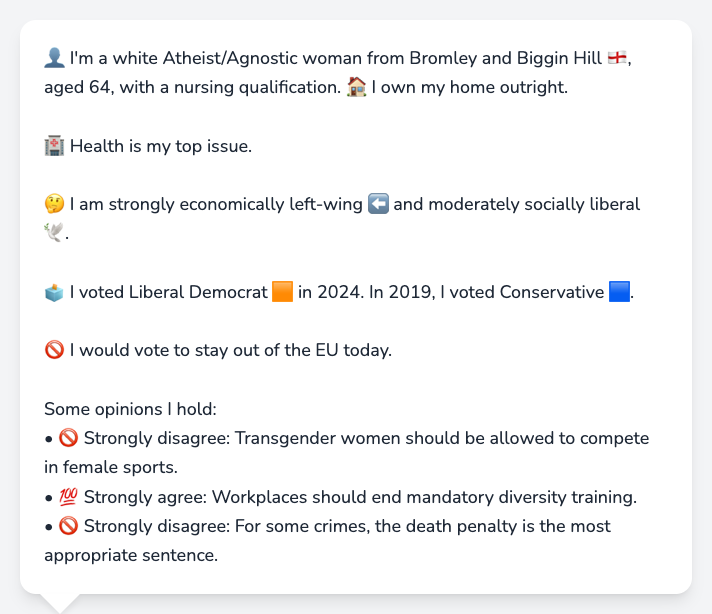 👤 I'm a white Atheist/Agnostic woman from Bromley and Biggin Hill 🏴󠁧󠁢󠁥󠁮󠁧󠁿,
aged 64, with a nursing qualification. 🏠 I own my home outright.
🏥 Health is my top issue.
🤔 I am strongly economically left-wing ⬅️ and moderately socially liberal
🕊️.
🗳️ I voted Liberal Democrat 🟧 in 2024. In 2019, I voted Conservative 🟦.
🚫 I would vote to stay out of the EU today.
Some opinions I hold:
• 🚫 Strongly disagree: Transgender women should be allowed to compete
in female sports.
• 💯 Strongly agree: Workplaces should end mandatory diversity training.
• 🚫 Strongly disagree: For some crimes, the death penalty is the most
appropriate sentence.